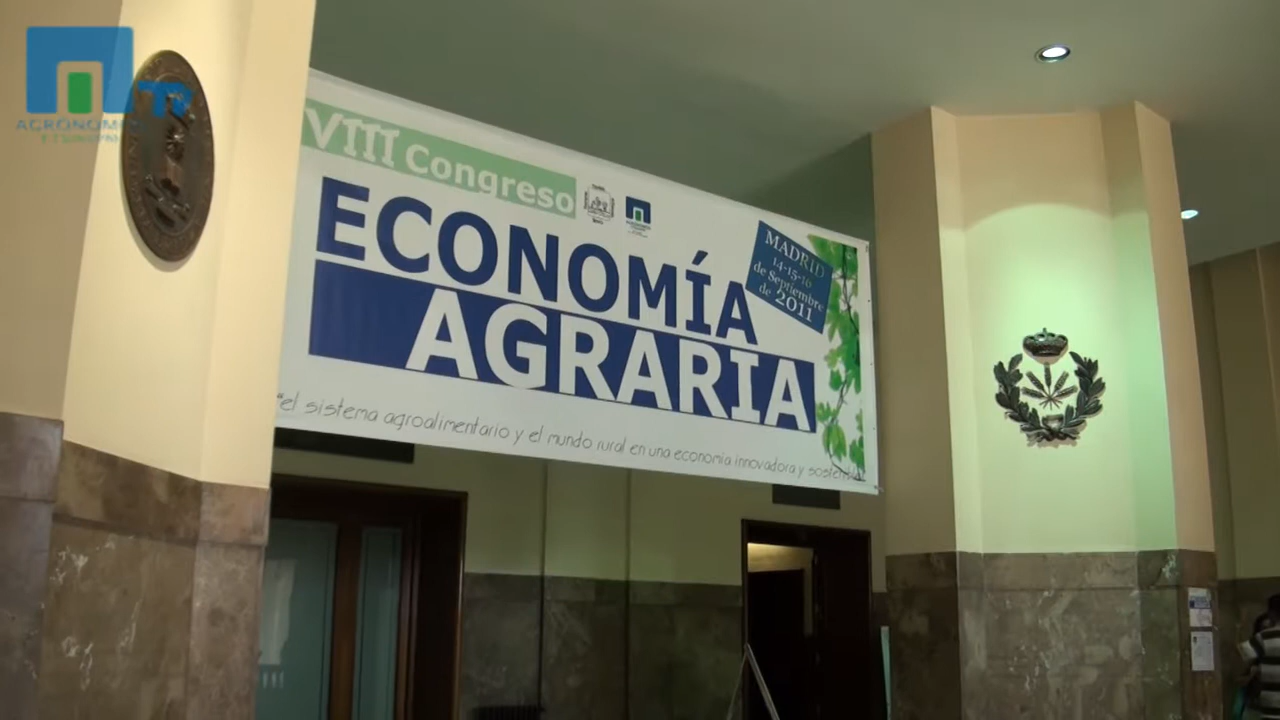 AGRÓNOMOS
VIII Congreso
ECONOMÍA
AGRARIA
MADRID
14-15-16
de Septiembre
de 2011
"el sistema agroalimentario y el mundo rural en una economía innovadora y